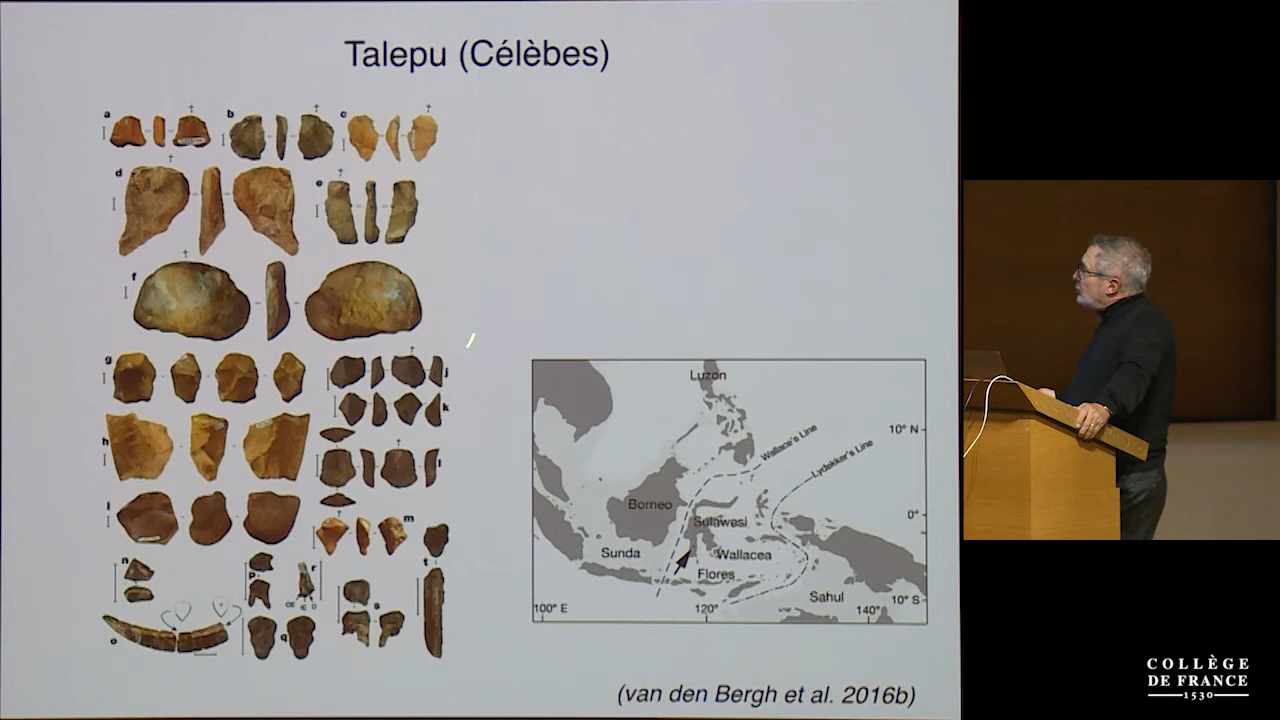 Talepu (Célèbes)
a
b
c
d
e
f
g
j
k
h
l
i
m
n
p
r
s
t
o
q
Luzon
10° N
Wallace's Line
Lydekker's Line
Borneo
Sulawesi
0°
Sunda
Wallacea
Flores
Sahul
10° S
100° E
120°
140°
(van den Bergh et al. 2016b)
COLLÈGE
DE FRANCE
1530